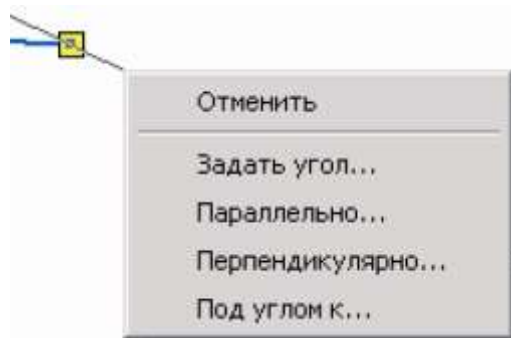 Отменить
Задать угол...
Параллельно...
Перпендикулярно...
Под углом к...